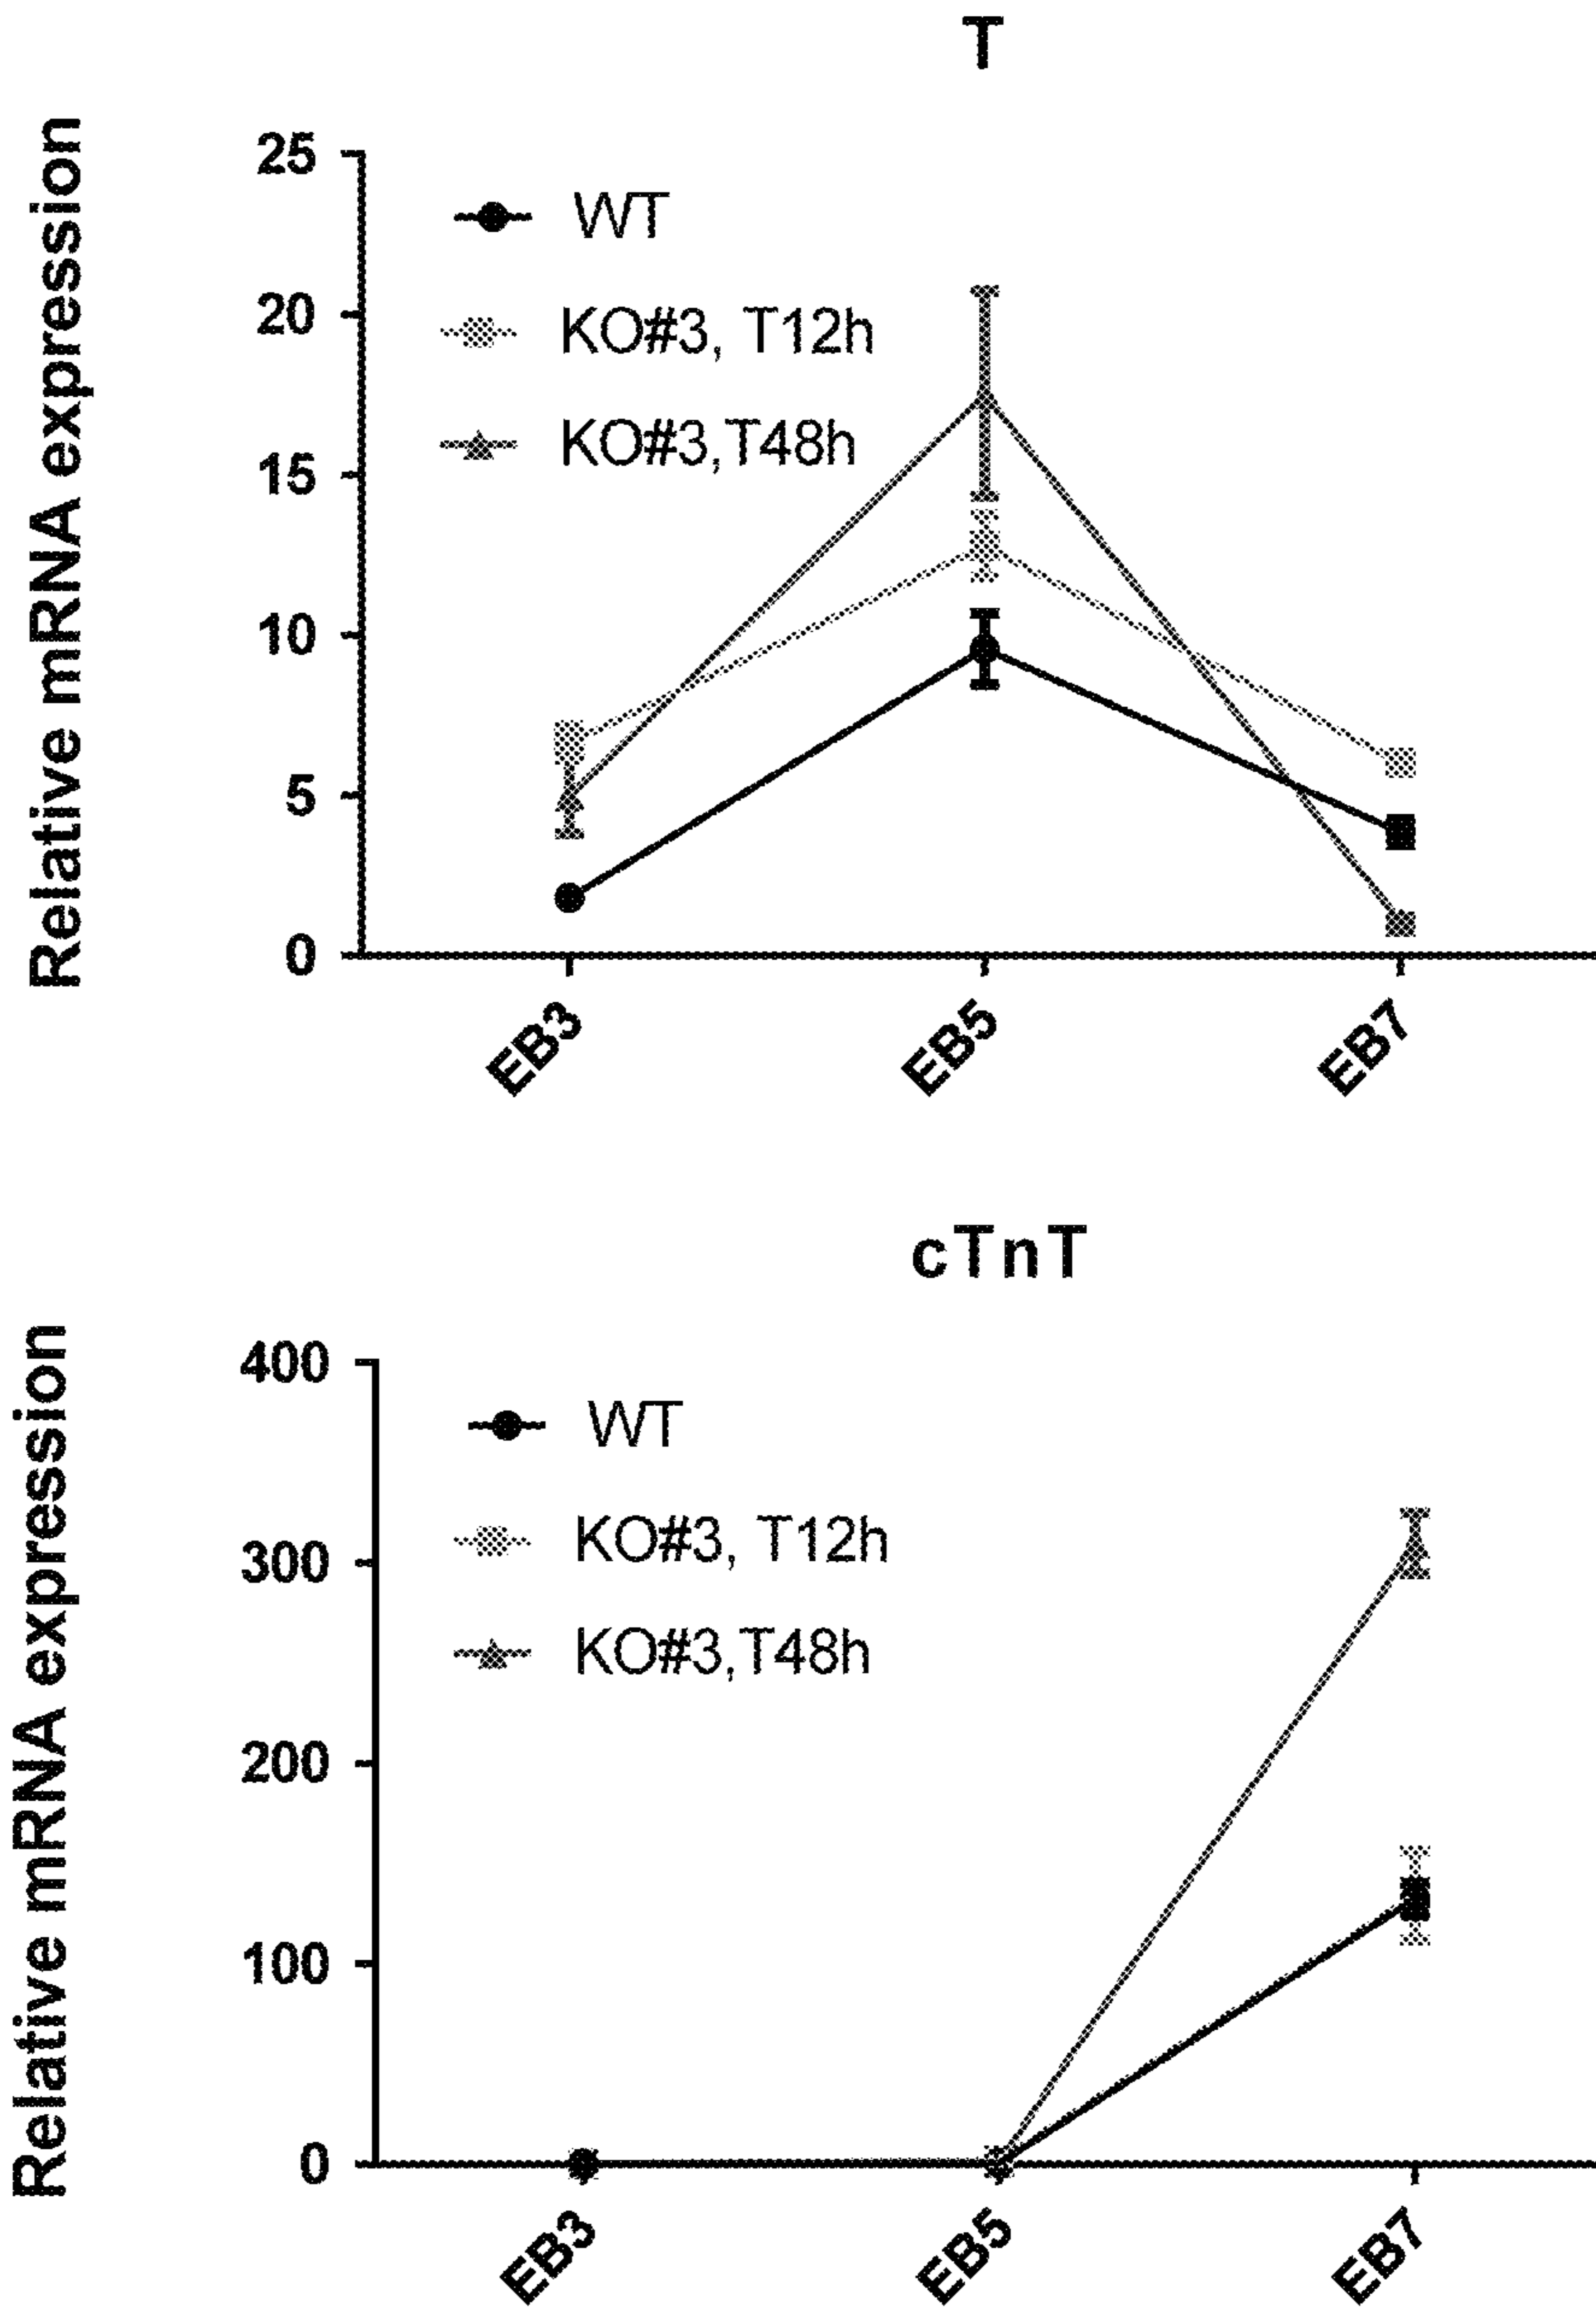 T
Relative mRNA expression
25
20
15
10
5
0
WT
KO#3, T12h
KO#3,T48h
EB3
EB5
EB7
cTnT
Relative mRNA expression
400
300
200
100
0
WT
KO#3, T12h
KO#3,T48h
EB3
EB5
EB7